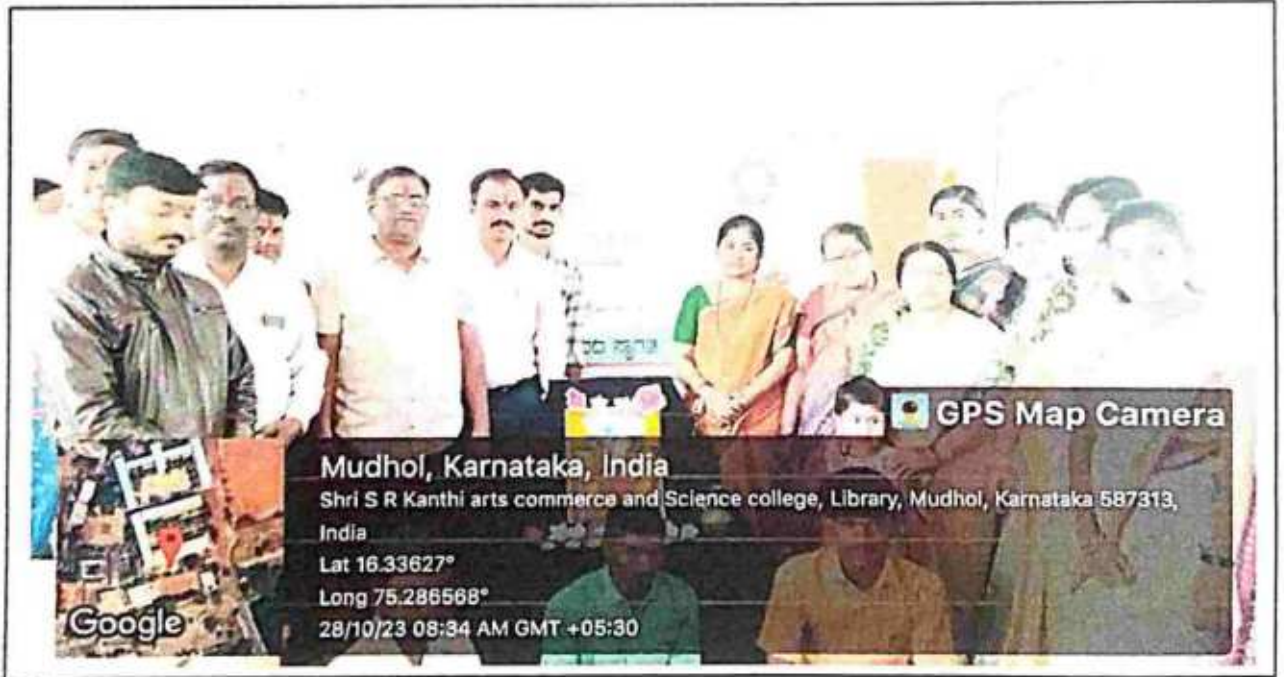 GPS Map Camera
Mudhol, Karnataka, India
Shri S R Kanthi arts commerce and Science college, Library, Mudhol, Karnataka 587313,
India
Lat 16.33627°
Long 75.286568°
28/10/23 08:34 AM GMT +05:30
Google